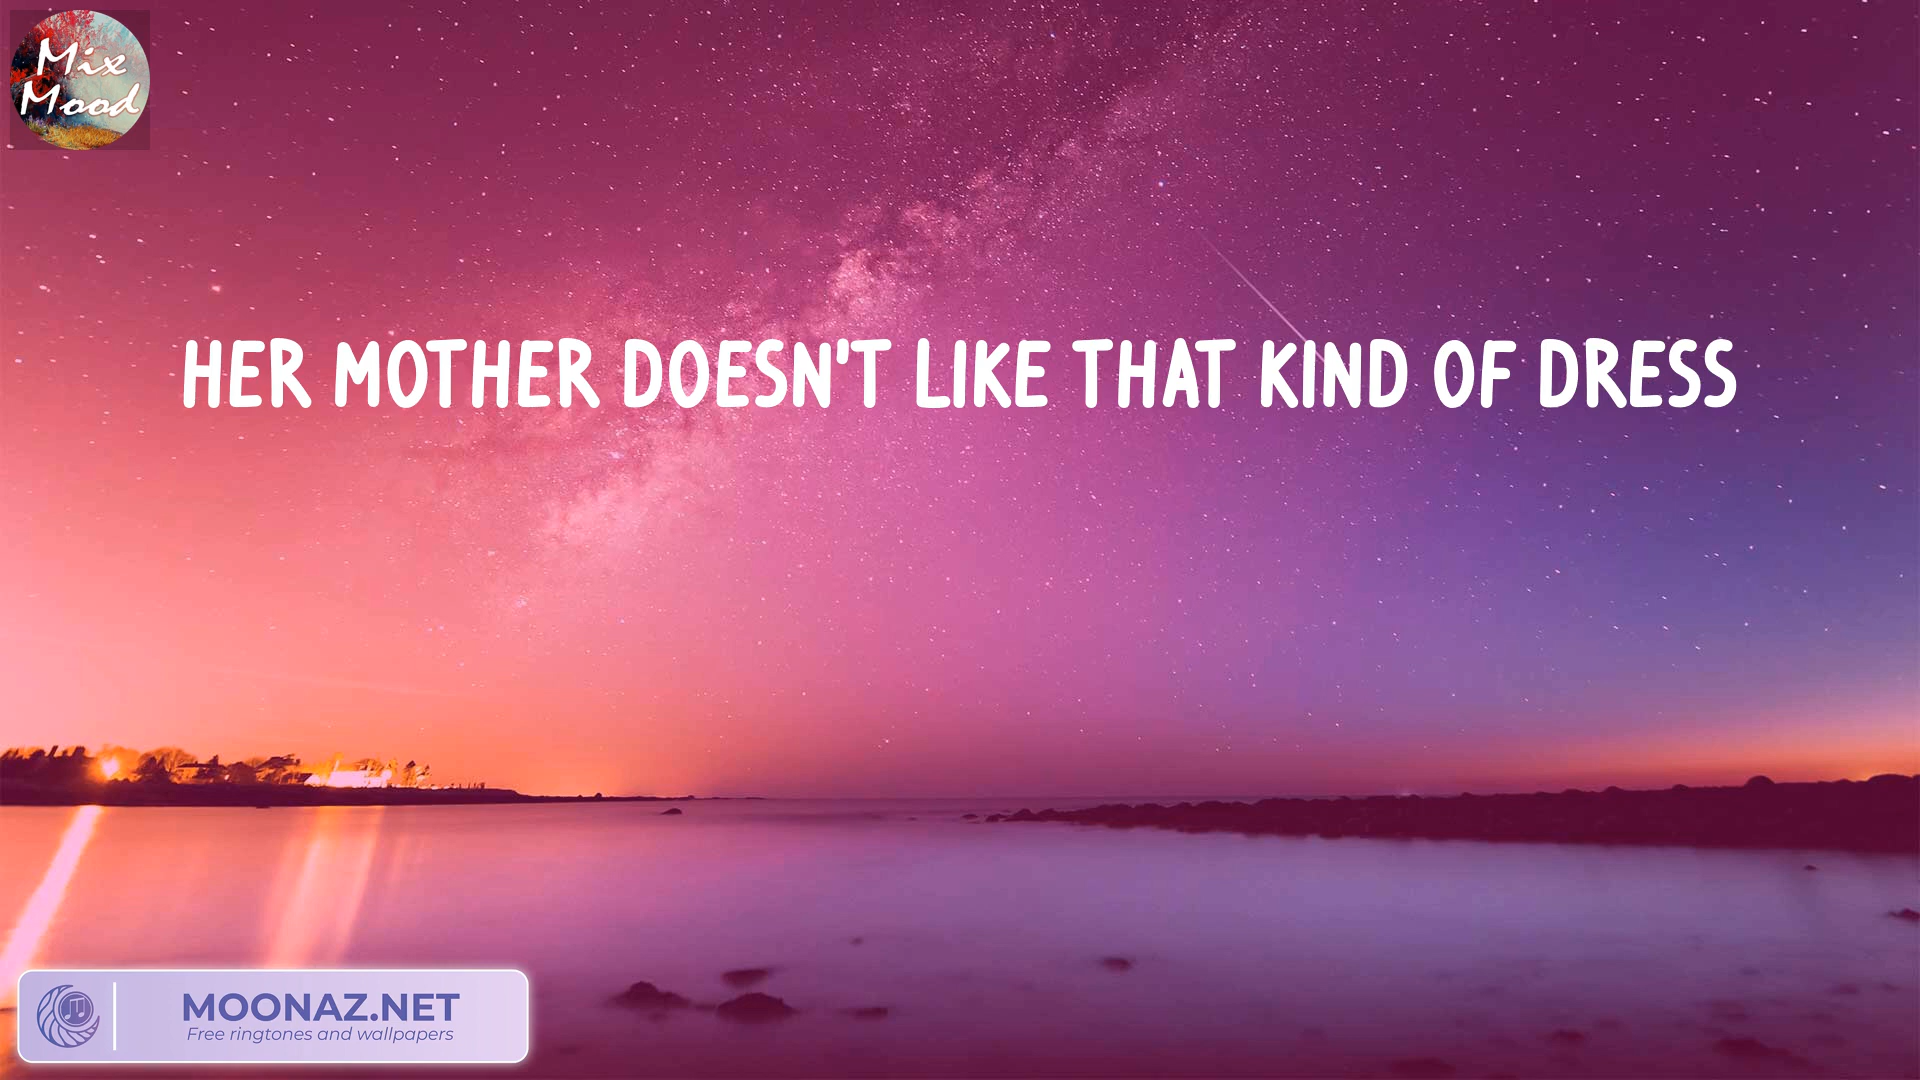 Mix
Mood
HER MOTHER DOESN'T LIKE THAT KIND OF DRESS
MOONAZ.NET
Free ringtones and wallpapers